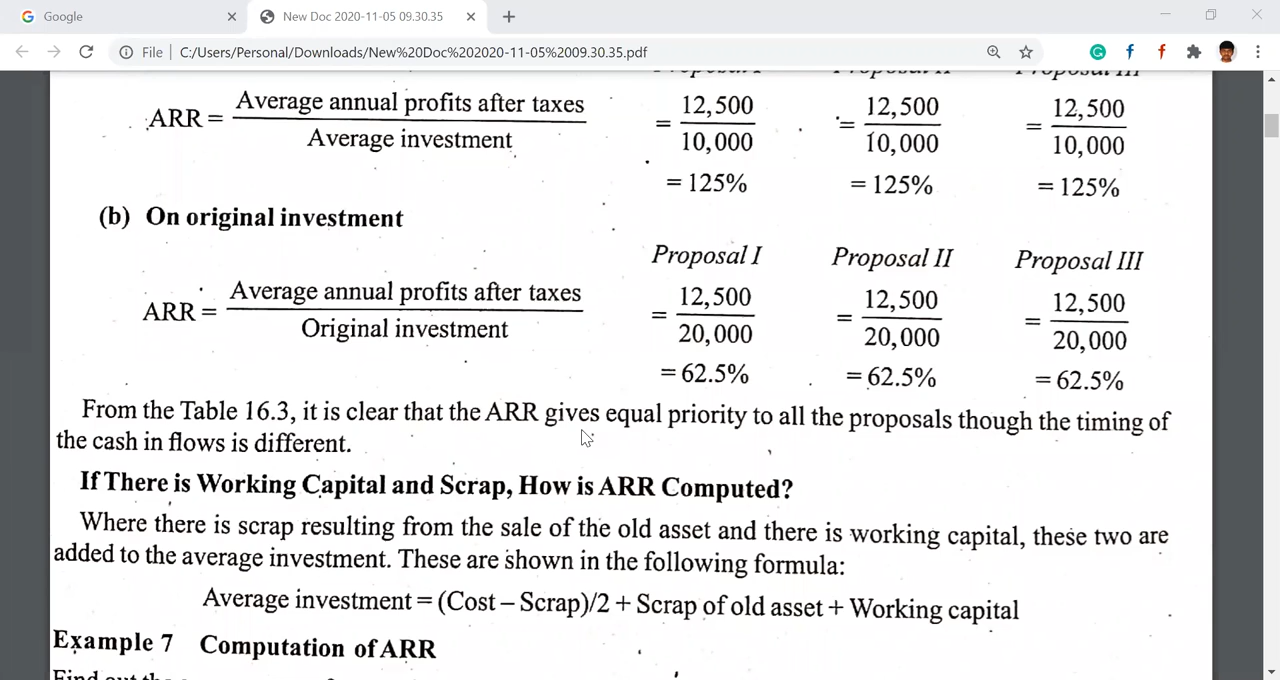 Google
New Doc 2020-11-05 09.30.35
File
C:/Users/Personal/Downloads/New%20Doc%202020-11-05%2009.30.35.pdf
Proposal I Proposal II Proposal III
ARR = Average annual profits after taxes / Average investment = 12,500 / 10,000 = 12,500 / 10,000 = 12,500 / 10,000
= 125% = 125% = 125%
(b) On original investment
Proposal I Proposal II Proposal III
ARR = Average annual profits after taxes / Original investment = 12,500 / 20,000 = 12,500 / 20,000 = 12,500 / 20,000
= 62.5% = 62.5% = 62.5%
From the Table 16.3, it is clear that the ARR gives equal priority to all the proposals though the timing of
the cash in flows is different.
If There is Working Capital and Scrap, How is ARR Computed?
Where there is scrap resulting from the sale of the old asset and there is working capital, these two are
added to the average investment. These are shown in the following formula:
Average investment = (Cost – Scrap)/2 + Scrap of old asset + Working capital
Example 7 Computation of ARR
Find out the